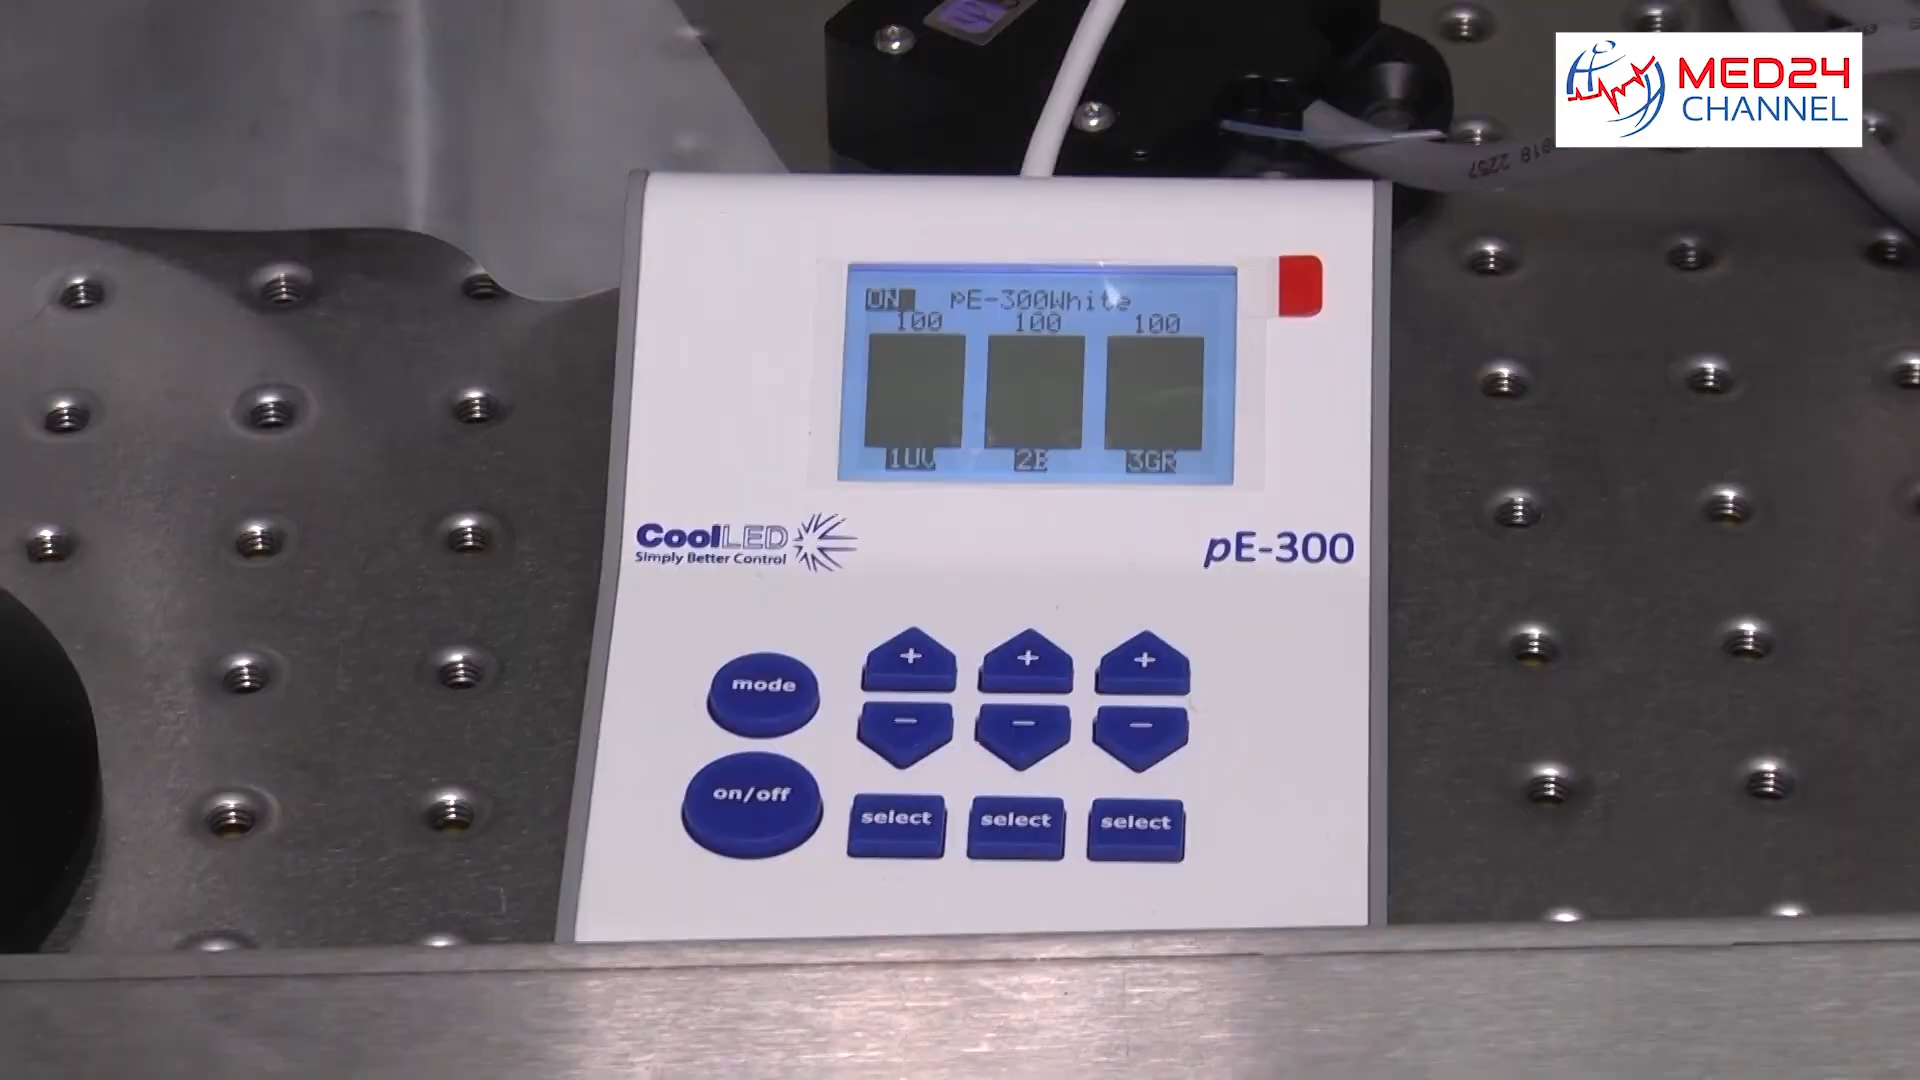 MED24
CHANNEL
ON pE-300White
100 100 100
1UV 2B 3GR
CoolLED
Simply Better Control
pE-300
+ + +
mode
- - -
on/off
select select select